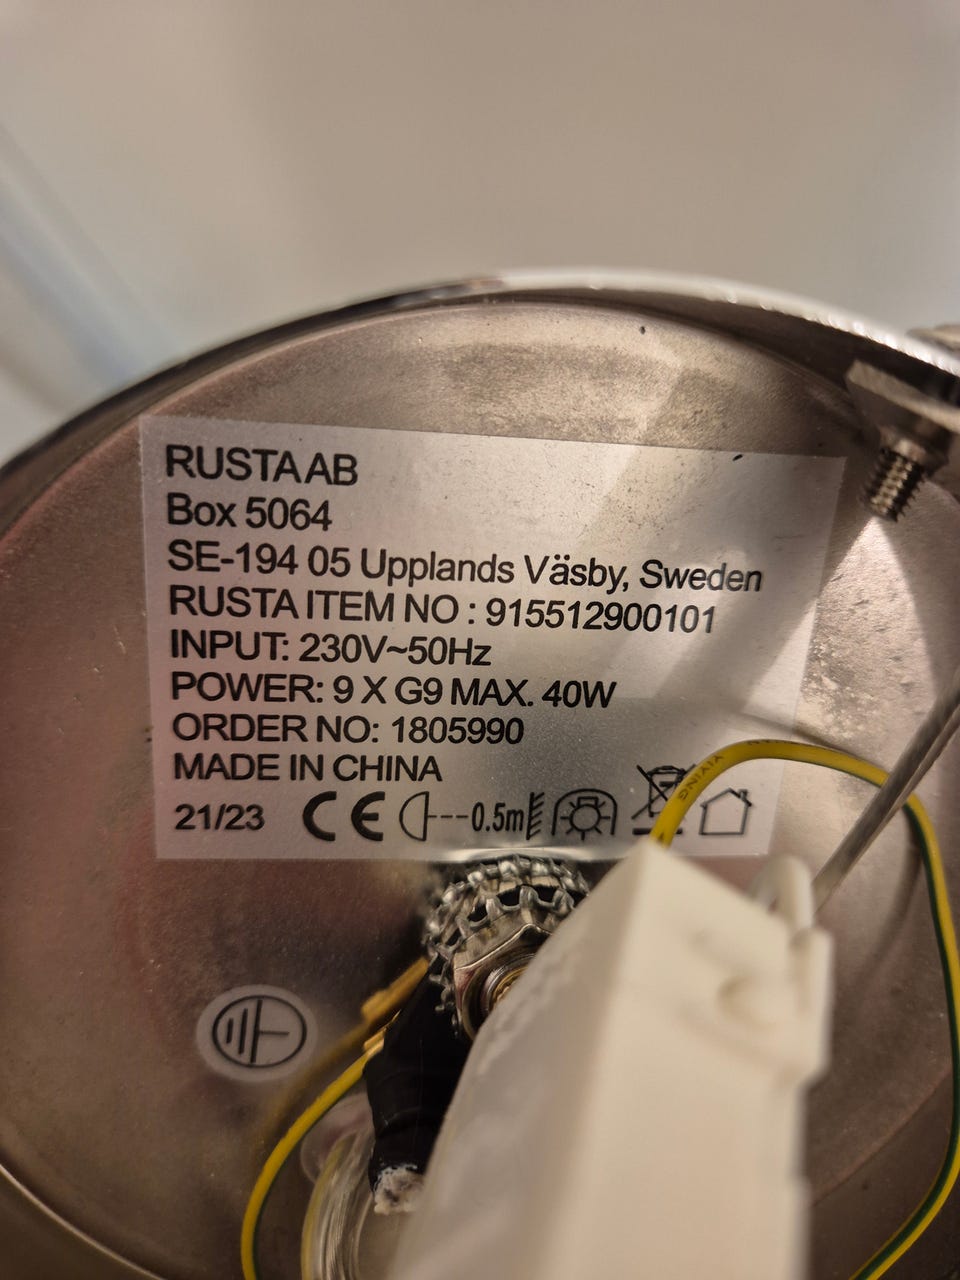 RUSTA AB
Box 5064
SE-194 05 Upplands Väsby, Sweden
RUSTA ITEM NO : 915512900101
INPUT: 230V~50Hz
POWER: 9 X G9 MAX. 40W
ORDER NO: 1805990
MADE IN CHINA
21/23 CE 0.5m
YIYING